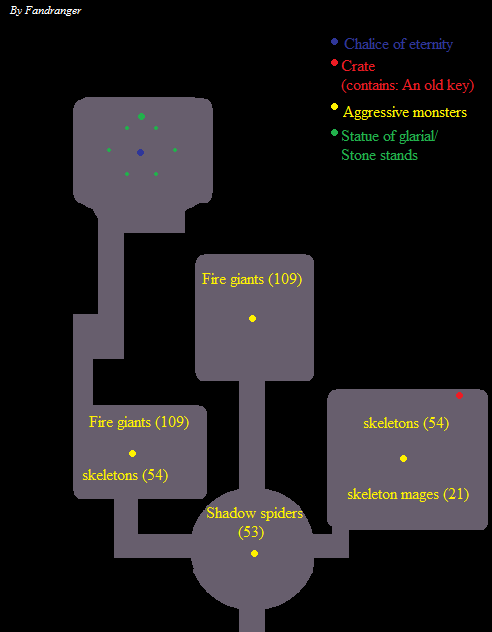 By Fandranger
Chalice of eternity
Crate
(contains: An old key)
Aggressive monsters
Statue of glarial/
Stone stands
Fire giants (109)
Fire giants (109)
skeletons (54)
skeletons (54)
skeleton mages (21)
Shadow spiders
(53)